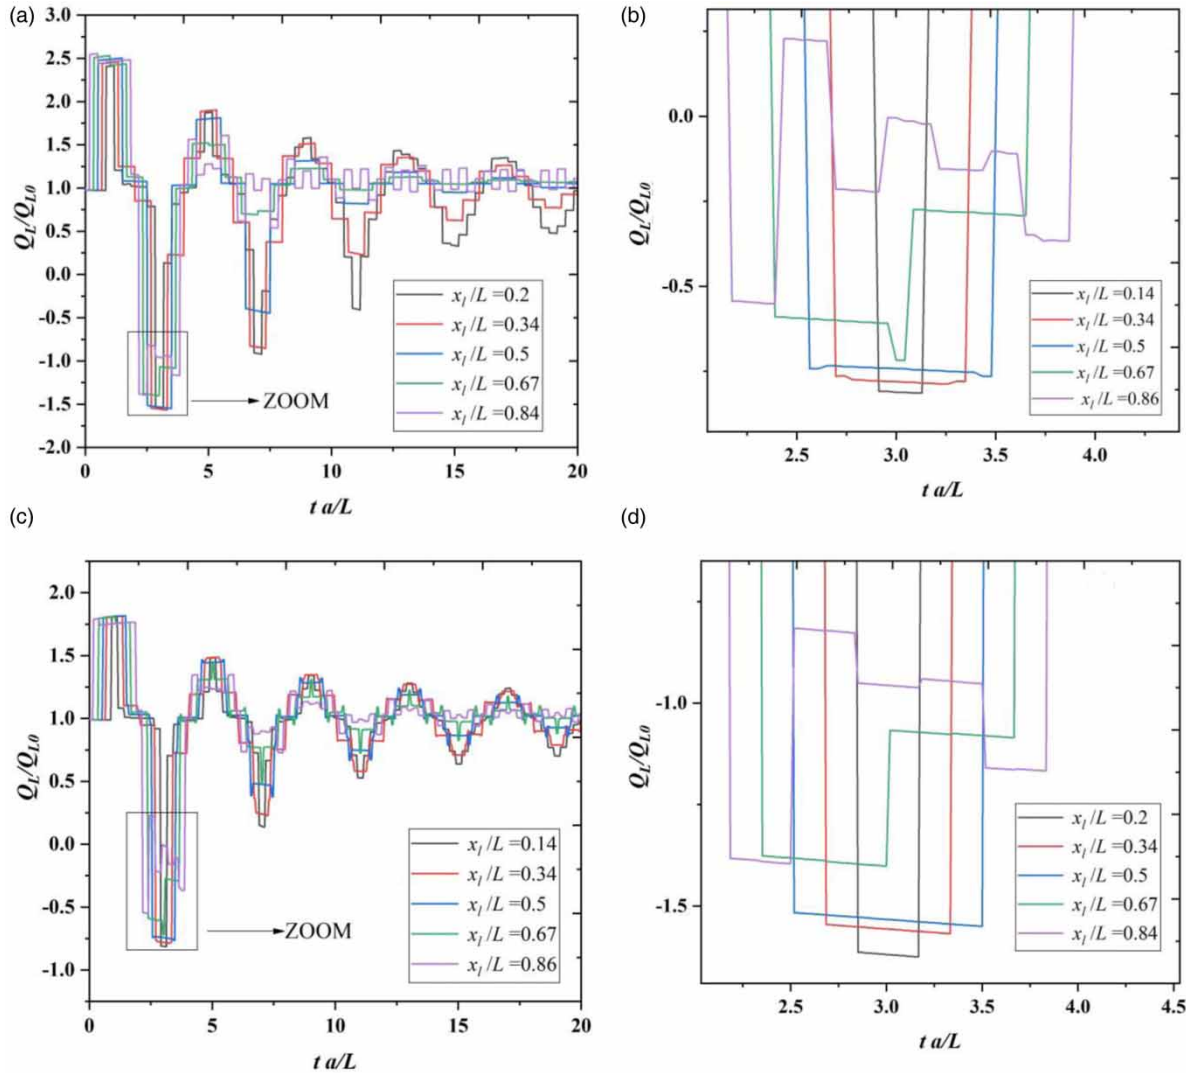 (a)
2.5
2.0
1.5
1.0
0.5
0.0
-0.5
-1.0
-1.5
-2.0
Q_L/Q_L0
0 5 10 15 20
t a/L
x_l /L =0.2
x_l /L =0.34
x_l /L =0.5
x_l /L =0.67
x_l /L =0.84
ZOOM
(b)
0.0
-0.5
Q_L/Q_L0
2.5 3.0 3.5 4.0
t a/L
x_l /L =0.14
x_l /L =0.34
x_l /L =0.5
x_l /L =0.67
x_l /L =0.86
(c)
2.0
1.5
1.0
0.5
0.0
-0.5
-1.0
Q_L/Q_L0
0 5 10 15 20
t a/L
x_l /L =0.14
x_l /L =0.34
x_l /L =0.5
x_l /L =0.67
x_l /L =0.86
ZOOM
(d)
-1.0
-1.5
Q_L/Q_L0
2.5 3.0 3.5 4.0 4.5
t a/L
x_l /L =0.2
x_l /L =0.34
x_l /L =0.5
x_l /L =0.67
x_l /L =0.84